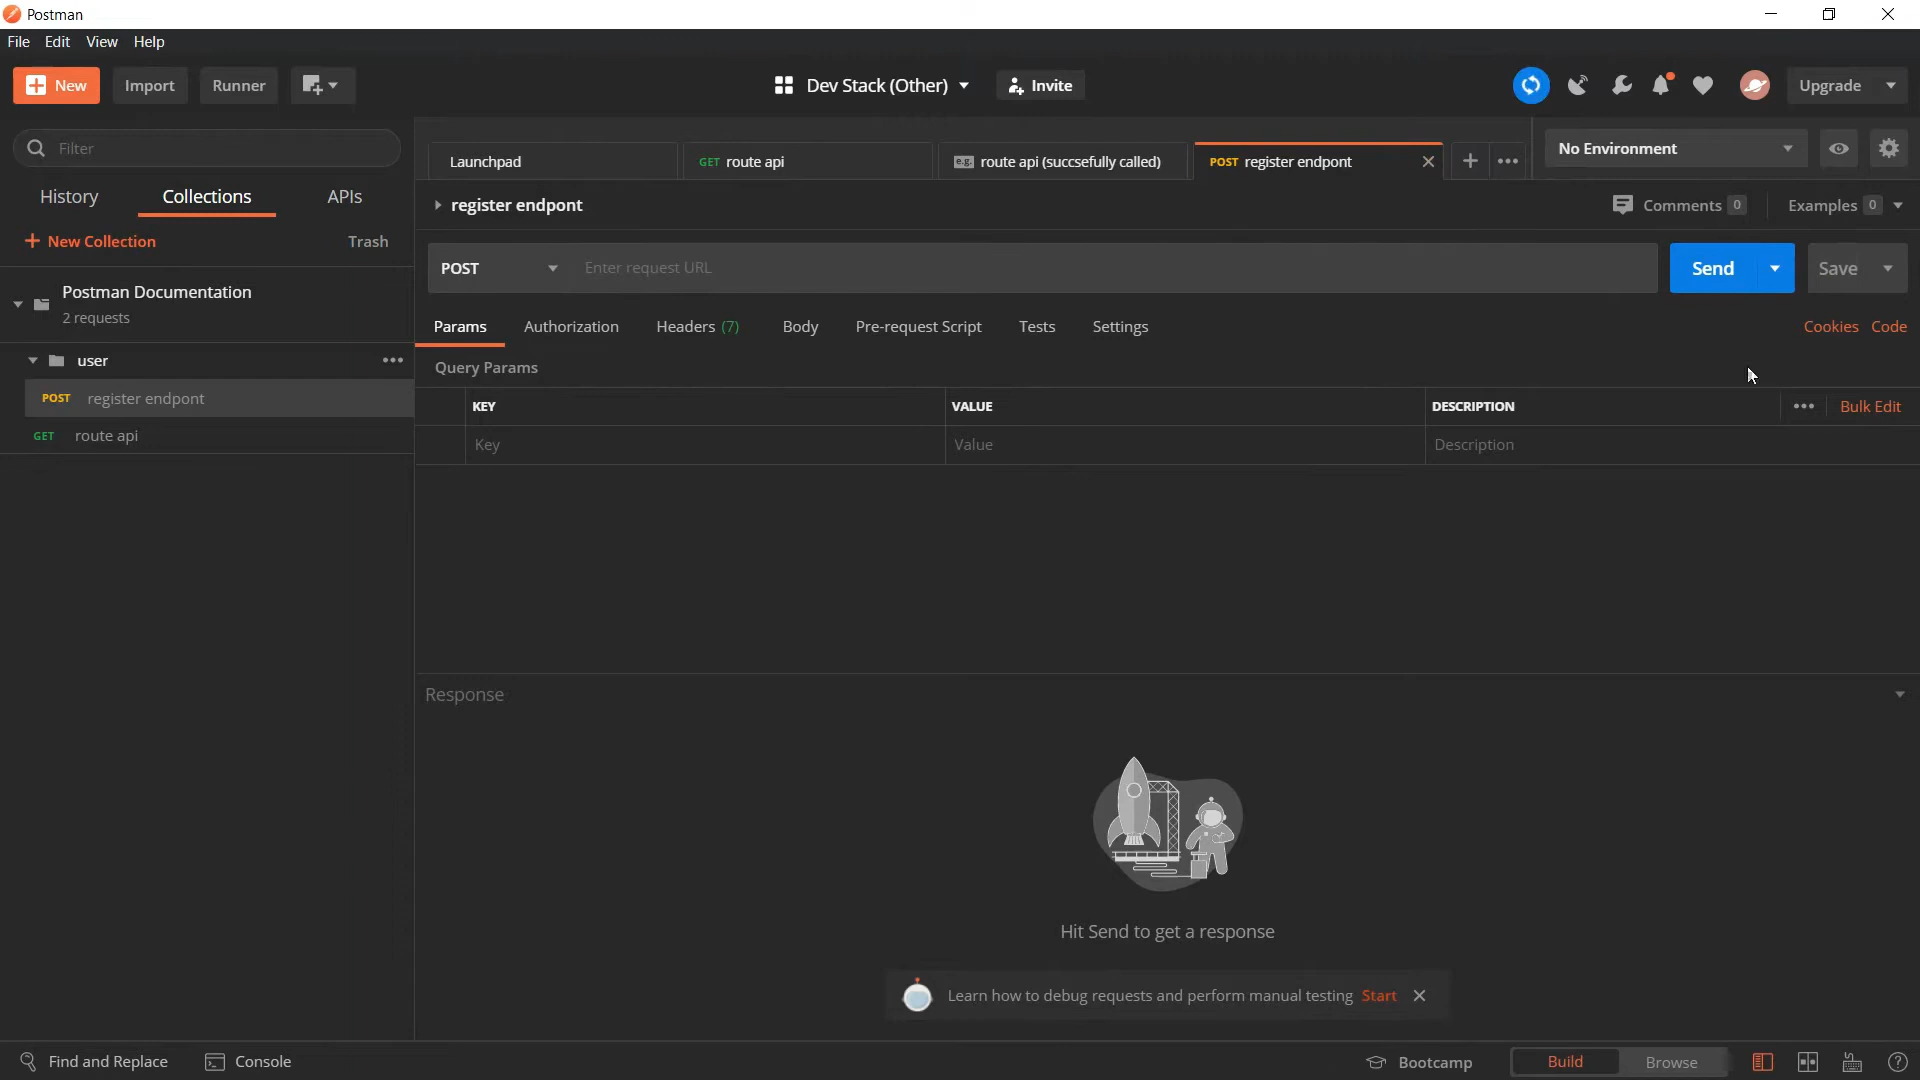 Postman
File Edit View Help
New Import Runner Dev Stack (Other) Invite Upgrade
Filter
Launchpad GET route api e.g. route api (succsefully called) POST register endpont No Environment
History Collections APIs
register endpont Comments 0 Examples 0
New Collection Trash
POST Enter request URL Send Save
Postman Documentation
2 requests
Params Authorization Headers (7) Body Pre-request Script Tests Settings Cookies Code
user
Query Params
POST register endpont
KEY VALUE DESCRIPTION Bulk Edit
GET route api
Key Value Description
Response
Hit Send to get a response
Learn how to debug requests and perform manual testing Start
Find and Replace Console Bootcamp Build Browse